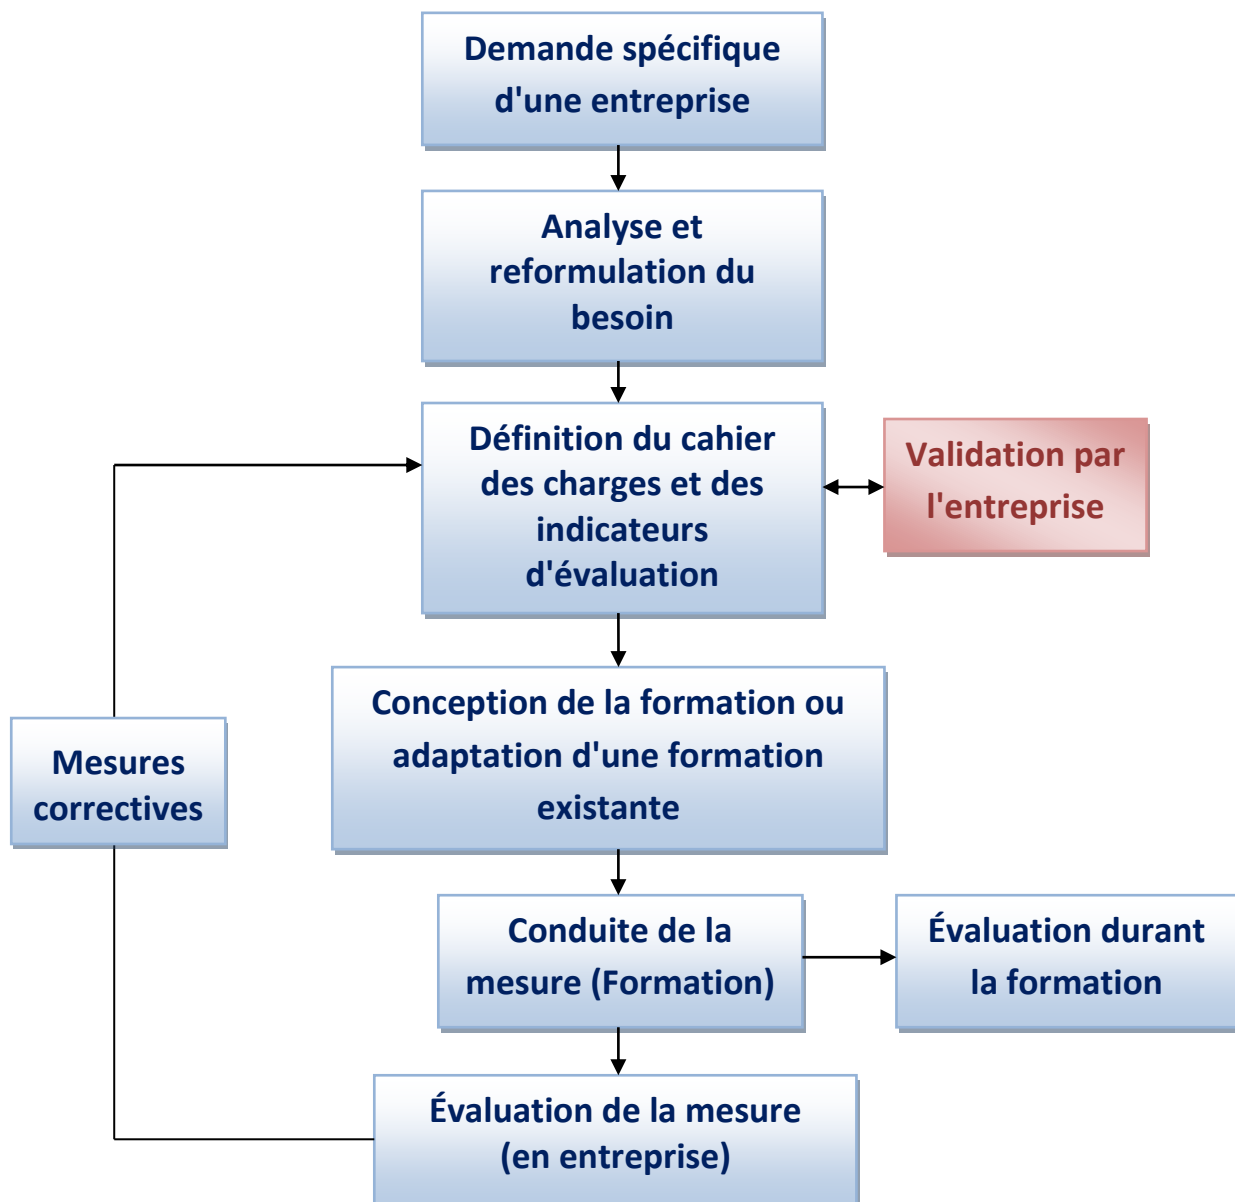 Demande spécifique
d'une entreprise
Analyse et
reformulation du
besoin
Définition du cahier
des charges et des
indicateurs
d'évaluation
Validation par
l'entreprise
Conception de la formation ou
adaptation d'une formation
existante
Mesures
correctives
Conduite de la
mesure (Formation)
Évaluation durant
la formation
Évaluation de la mesure
(en entreprise)